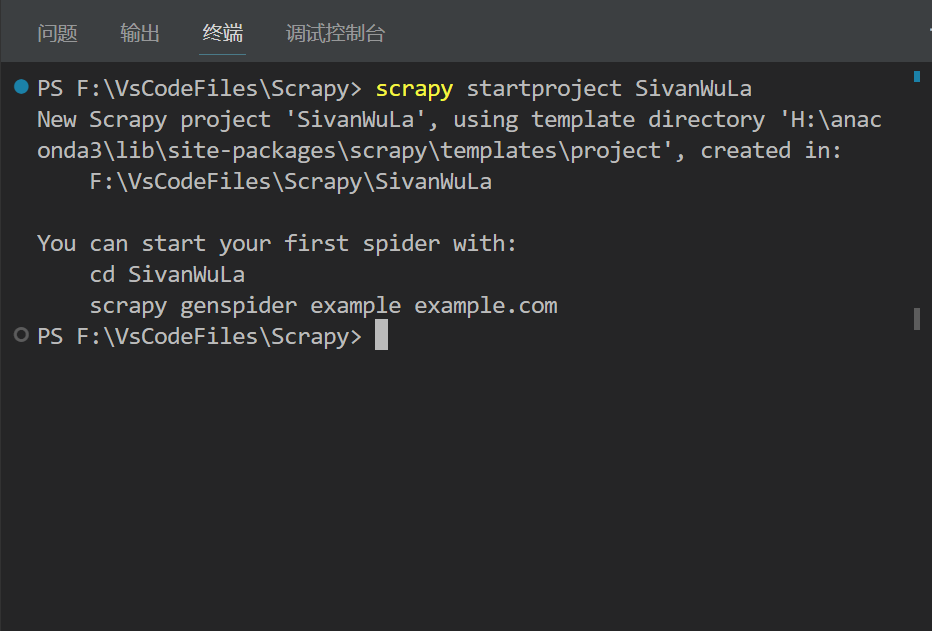 问题 输出 终端 调试控制台
PS F:\VsCodeFiles\Scrapy> scrapy startproject SivanWuLa
New Scrapy project 'SivanWuLa', using template directory 'H:\anac
onda3\lib\site-packages\scrapy\templates\project', created in:
    F:\VsCodeFiles\Scrapy\SivanWuLa

You can start your first spider with:
    cd SivanWuLa
    scrapy genspider example example.com
PS F:\VsCodeFiles\Scrapy>